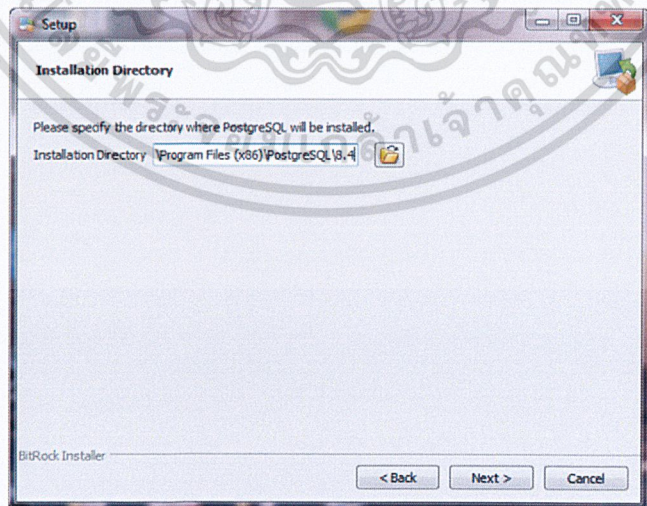 Setup
Installation Directory
Please specify the directory where PostgreSQL will be installed.
Installation Directory \Program Files (x86)\PostgreSQL\8.4
BitRock Installer
< Back Next > Cancel